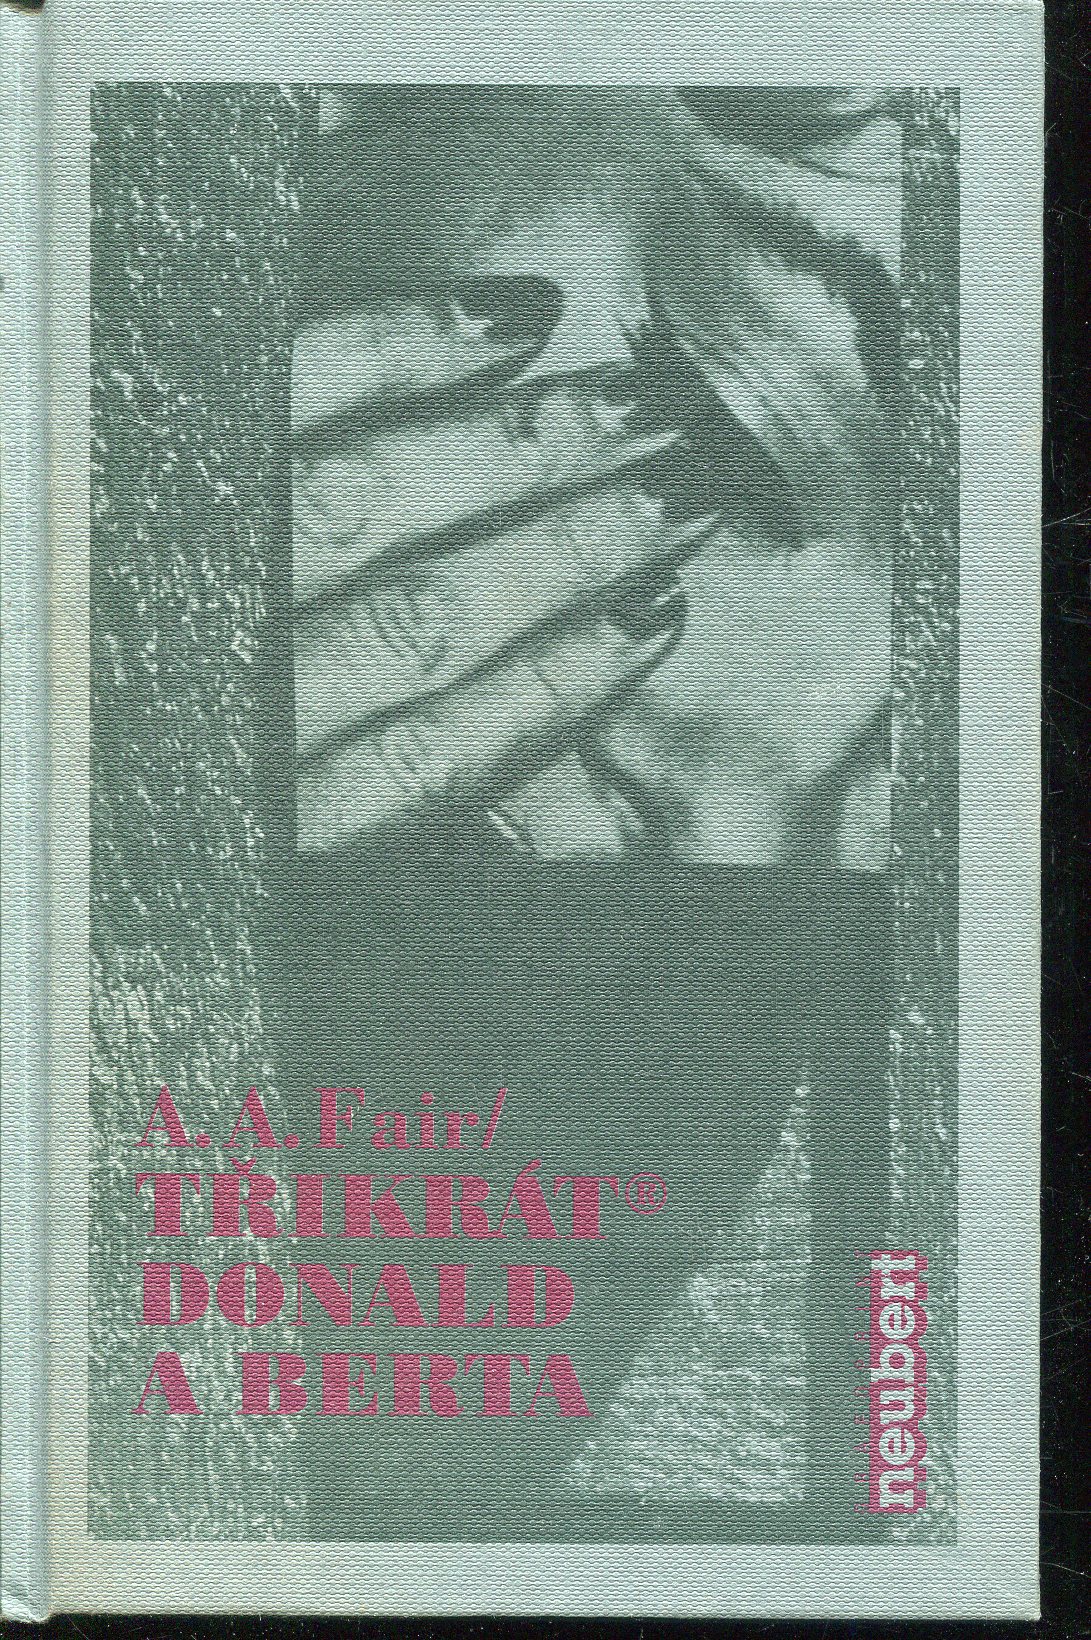 A. A. Fair/
TŘIKRÁT®
DONALD
A BERTA
neubert